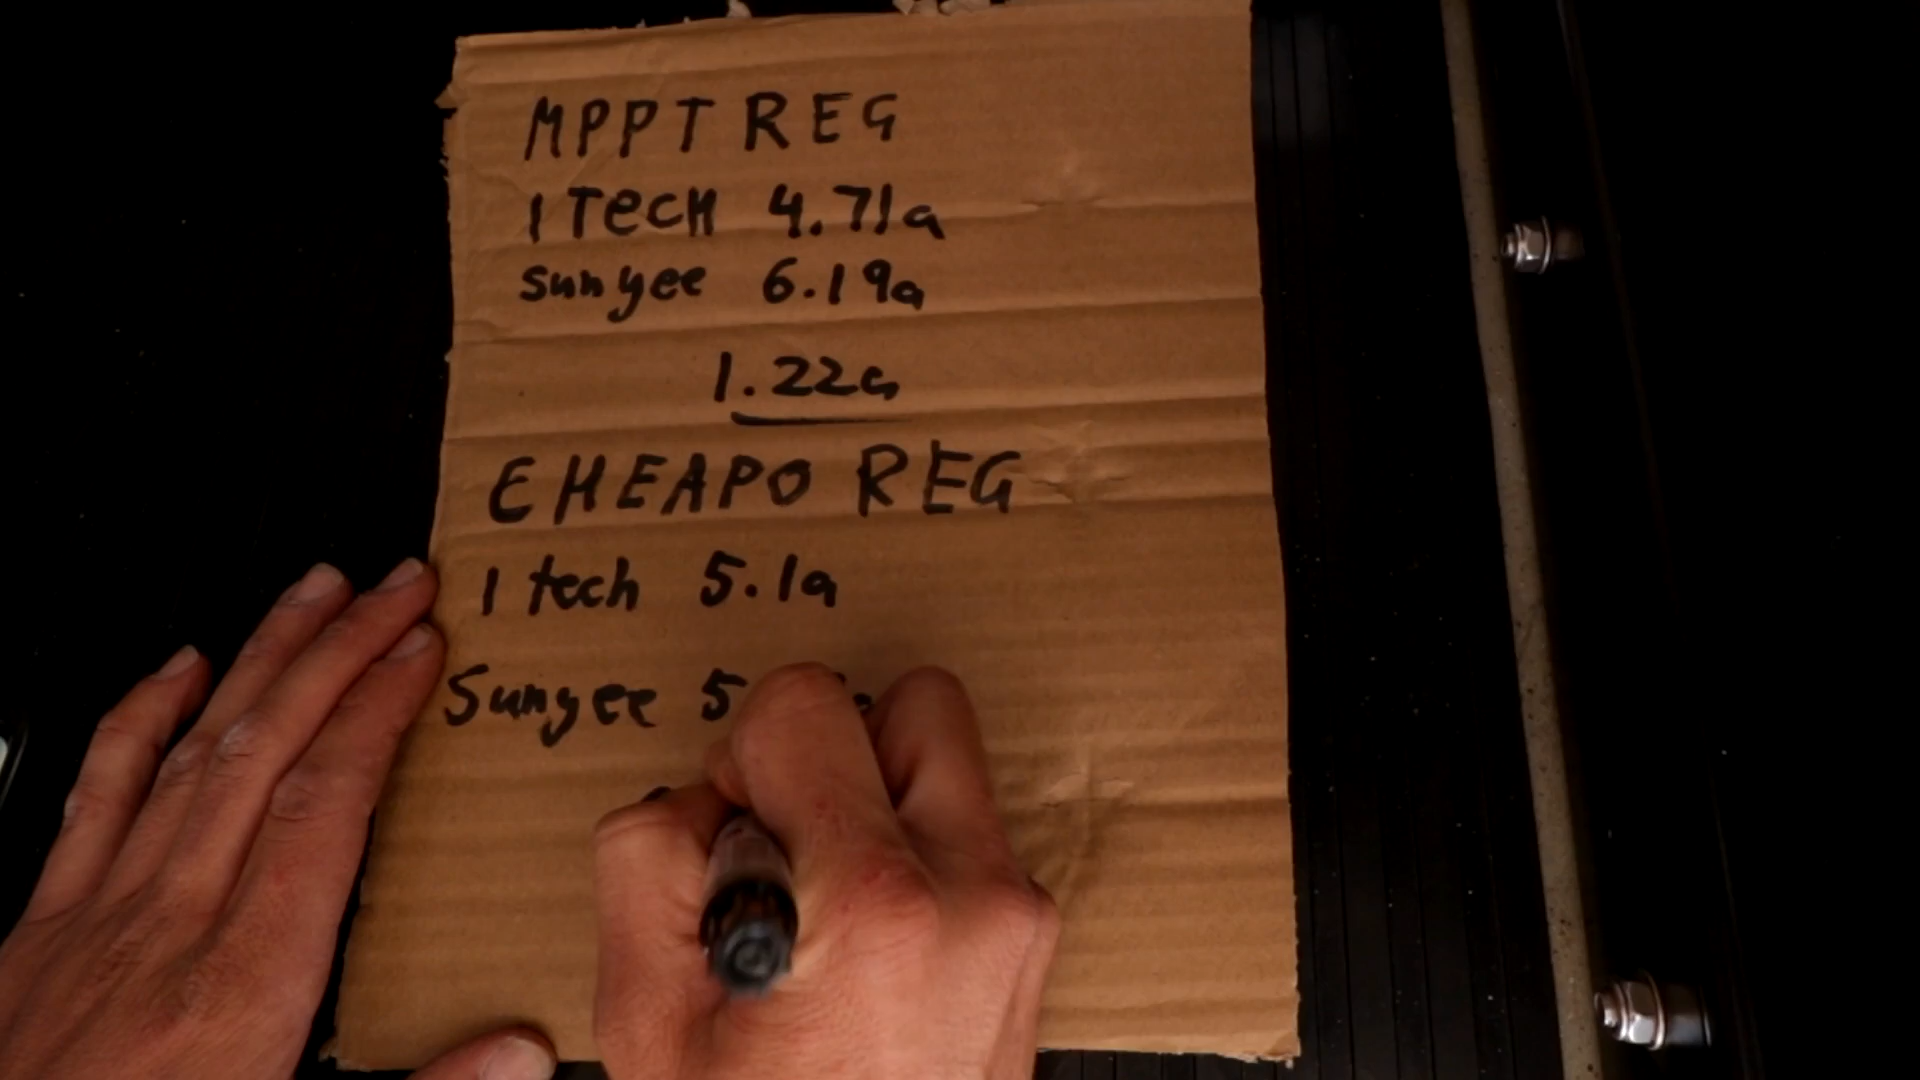 MPPT REG
1 TECH 4.71a
sunyee 6.19a
1.22a
CHEAPO REG
1 tech 5.1a
Sunyee